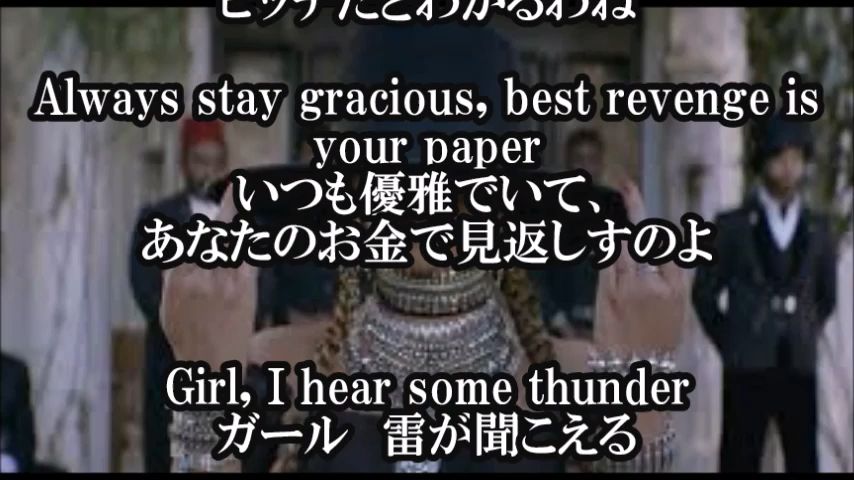 ビッチだとわかるわね
Always stay gracious, best revenge is
your paper
いつも優雅でいて、
あなたのお金で見返しすのよ
Girl, I hear some thunder
ガール　雷が聞こえる